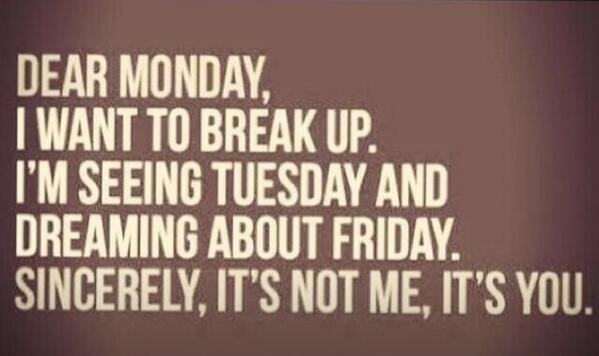 DEAR MONDAY,
I WANT TO BREAK UP.
I'M SEEING TUESDAY AND
DREAMING ABOUT FRIDAY.
SINCERELY, IT'S NOT ME, IT'S YOU.